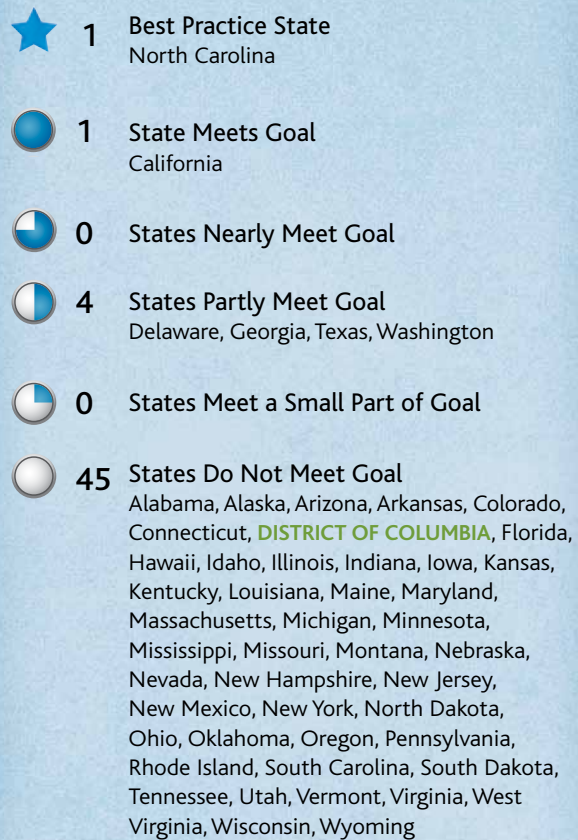 1 Best Practice State
North Carolina
1 State Meets Goal
California
0 States Nearly Meet Goal
4 States Partly Meet Goal
Delaware, Georgia, Texas, Washington
0 States Meet a Small Part of Goal
45 States Do Not Meet Goal
Alabama, Alaska, Arizona, Arkansas, Colorado,
Connecticut, DISTRICT OF COLUMBIA, Florida,
Hawaii, Idaho, Illinois, Indiana, Iowa, Kansas,
Kentucky, Louisiana, Maine, Maryland,
Massachusetts, Michigan, Minnesota,
Mississippi, Missouri, Montana, Nebraska,
Nevada, New Hampshire, New Jersey,
New Mexico, New York, North Dakota,
Ohio, Oklahoma, Oregon, Pennsylvania,
Rhode Island, South Carolina, South Dakota,
Tennessee, Utah, Vermont, Virginia, West
Virginia, Wisconsin, Wyoming